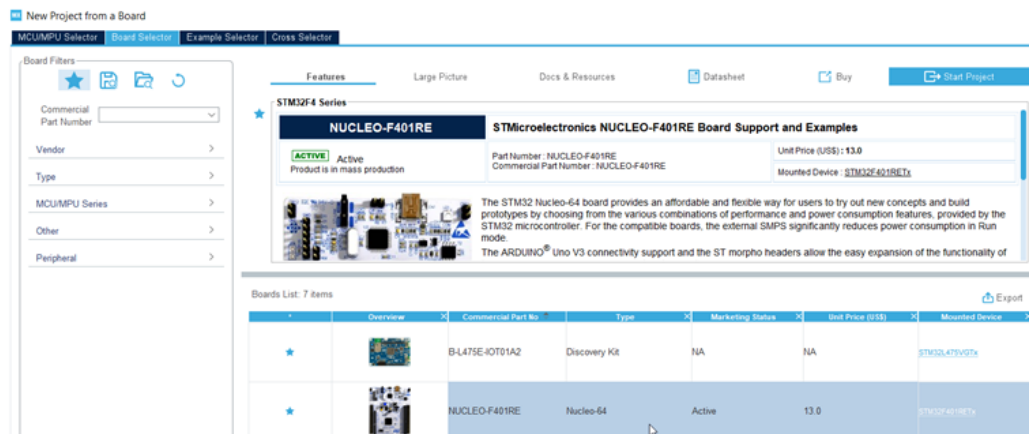 MX New Project from a Board
MCU/MPU Selector Board Selector Example Selector Cross Selector
Board Filters
Commercial
Part Number
Vendor
Type
MCU/MPU Series
Other
Peripheral
Features Large Picture Docs & Resources Datasheet Buy Start Project
STM32F4 Series
NUCLEO-F401RE STMicroelectronics NUCLEO-F401RE Board Support and Examples
ACTIVE Active
Product is in mass production
Part Number : NUCLEO-F401RE
Commercial Part Number : NUCLEO-F401RE
Unit Price (US$) : 13.0
Mounted Device : STM32F401RETx
The STM32 Nucleo-64 board provides an affordable and flexible way for users to try out new concepts and build
prototypes by choosing from the various combinations of performance and power consumption features, provided by the
STM32 microcontroller. For the compatible boards, the external SMPS significantly reduces power consumption in Run
mode.
The ARDUINO® Uno V3 connectivity support and the ST morpho headers allow the easy expansion of the functionality of
Boards List: 7 items
Export
* Overview Commercial Part No Type Marketing Status Unit Price (US$) Mounted Device
B-L475E-IOT01A2 Discovery Kit NA NA STM32L475VGTx
NUCLEO-F401RE Nucleo-64 Active 13.0 STM32F401RETx